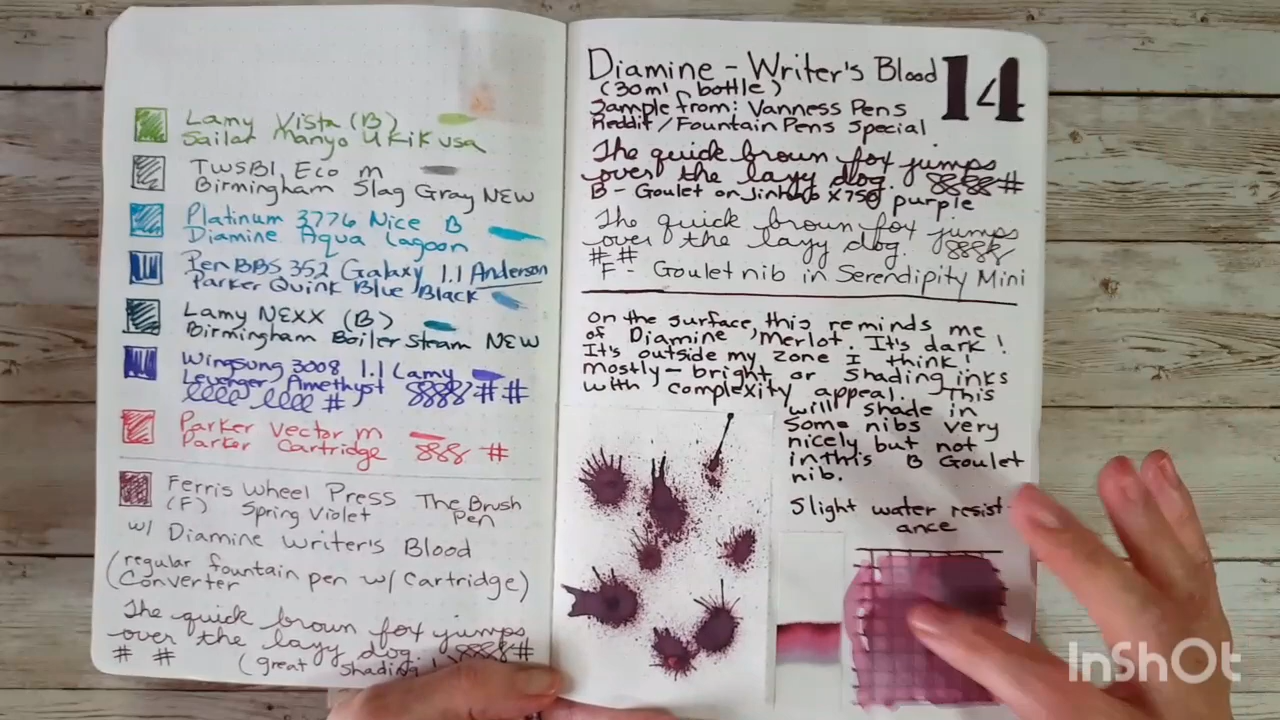 Lamy Vista (B)
Sailor Manyo Ukikusa
TWSBI Eco m
Birmingham Slag Gray NEW
Platinum 3776 Nice B
Diamine Aqua Lagoon
PenBBS 352 Galaxy 1.1 Anderson
Parker Quink Blue Black
Lamy NEXX (B)
Birmingham Boiler Steam NEW
Wingsung 3008 1.1 Lamy
Levenger Amethyst 8888 # #
llll llll #
Parker Vector m
Parker Cartridge 888 #
Ferris Wheel Press The Brush
(F) Spring Violet Pen
w/ Diamine Writer's Blood
(regular fountain pen w/ cartridge)
Converter
The quick brown fox jumps
over the lazy dog. 8888 #
# # (great shading!
Diamine - Writer's Blood 14
(30ml bottle)
Sample from: Vanness Pens
Reddit/Fountain Pens Special
The quick brown fox jumps
over the lazy dog. 8888 #
B - Goulet on Jinhao X750 purple
The quick brown fox jumps
over the lazy dog. 888
# #
F - Goulet nib in Serendipity Mini
on the surface, this reminds me
of Diamine Merlot. It's dark!
It's outside my zone I think!
mostly - bright or shading inks
with complexity appeal. This
will shade in
some nibs very
nicely but not
in this B Goulet
nib.
Slight water resist-
ance
InShOt